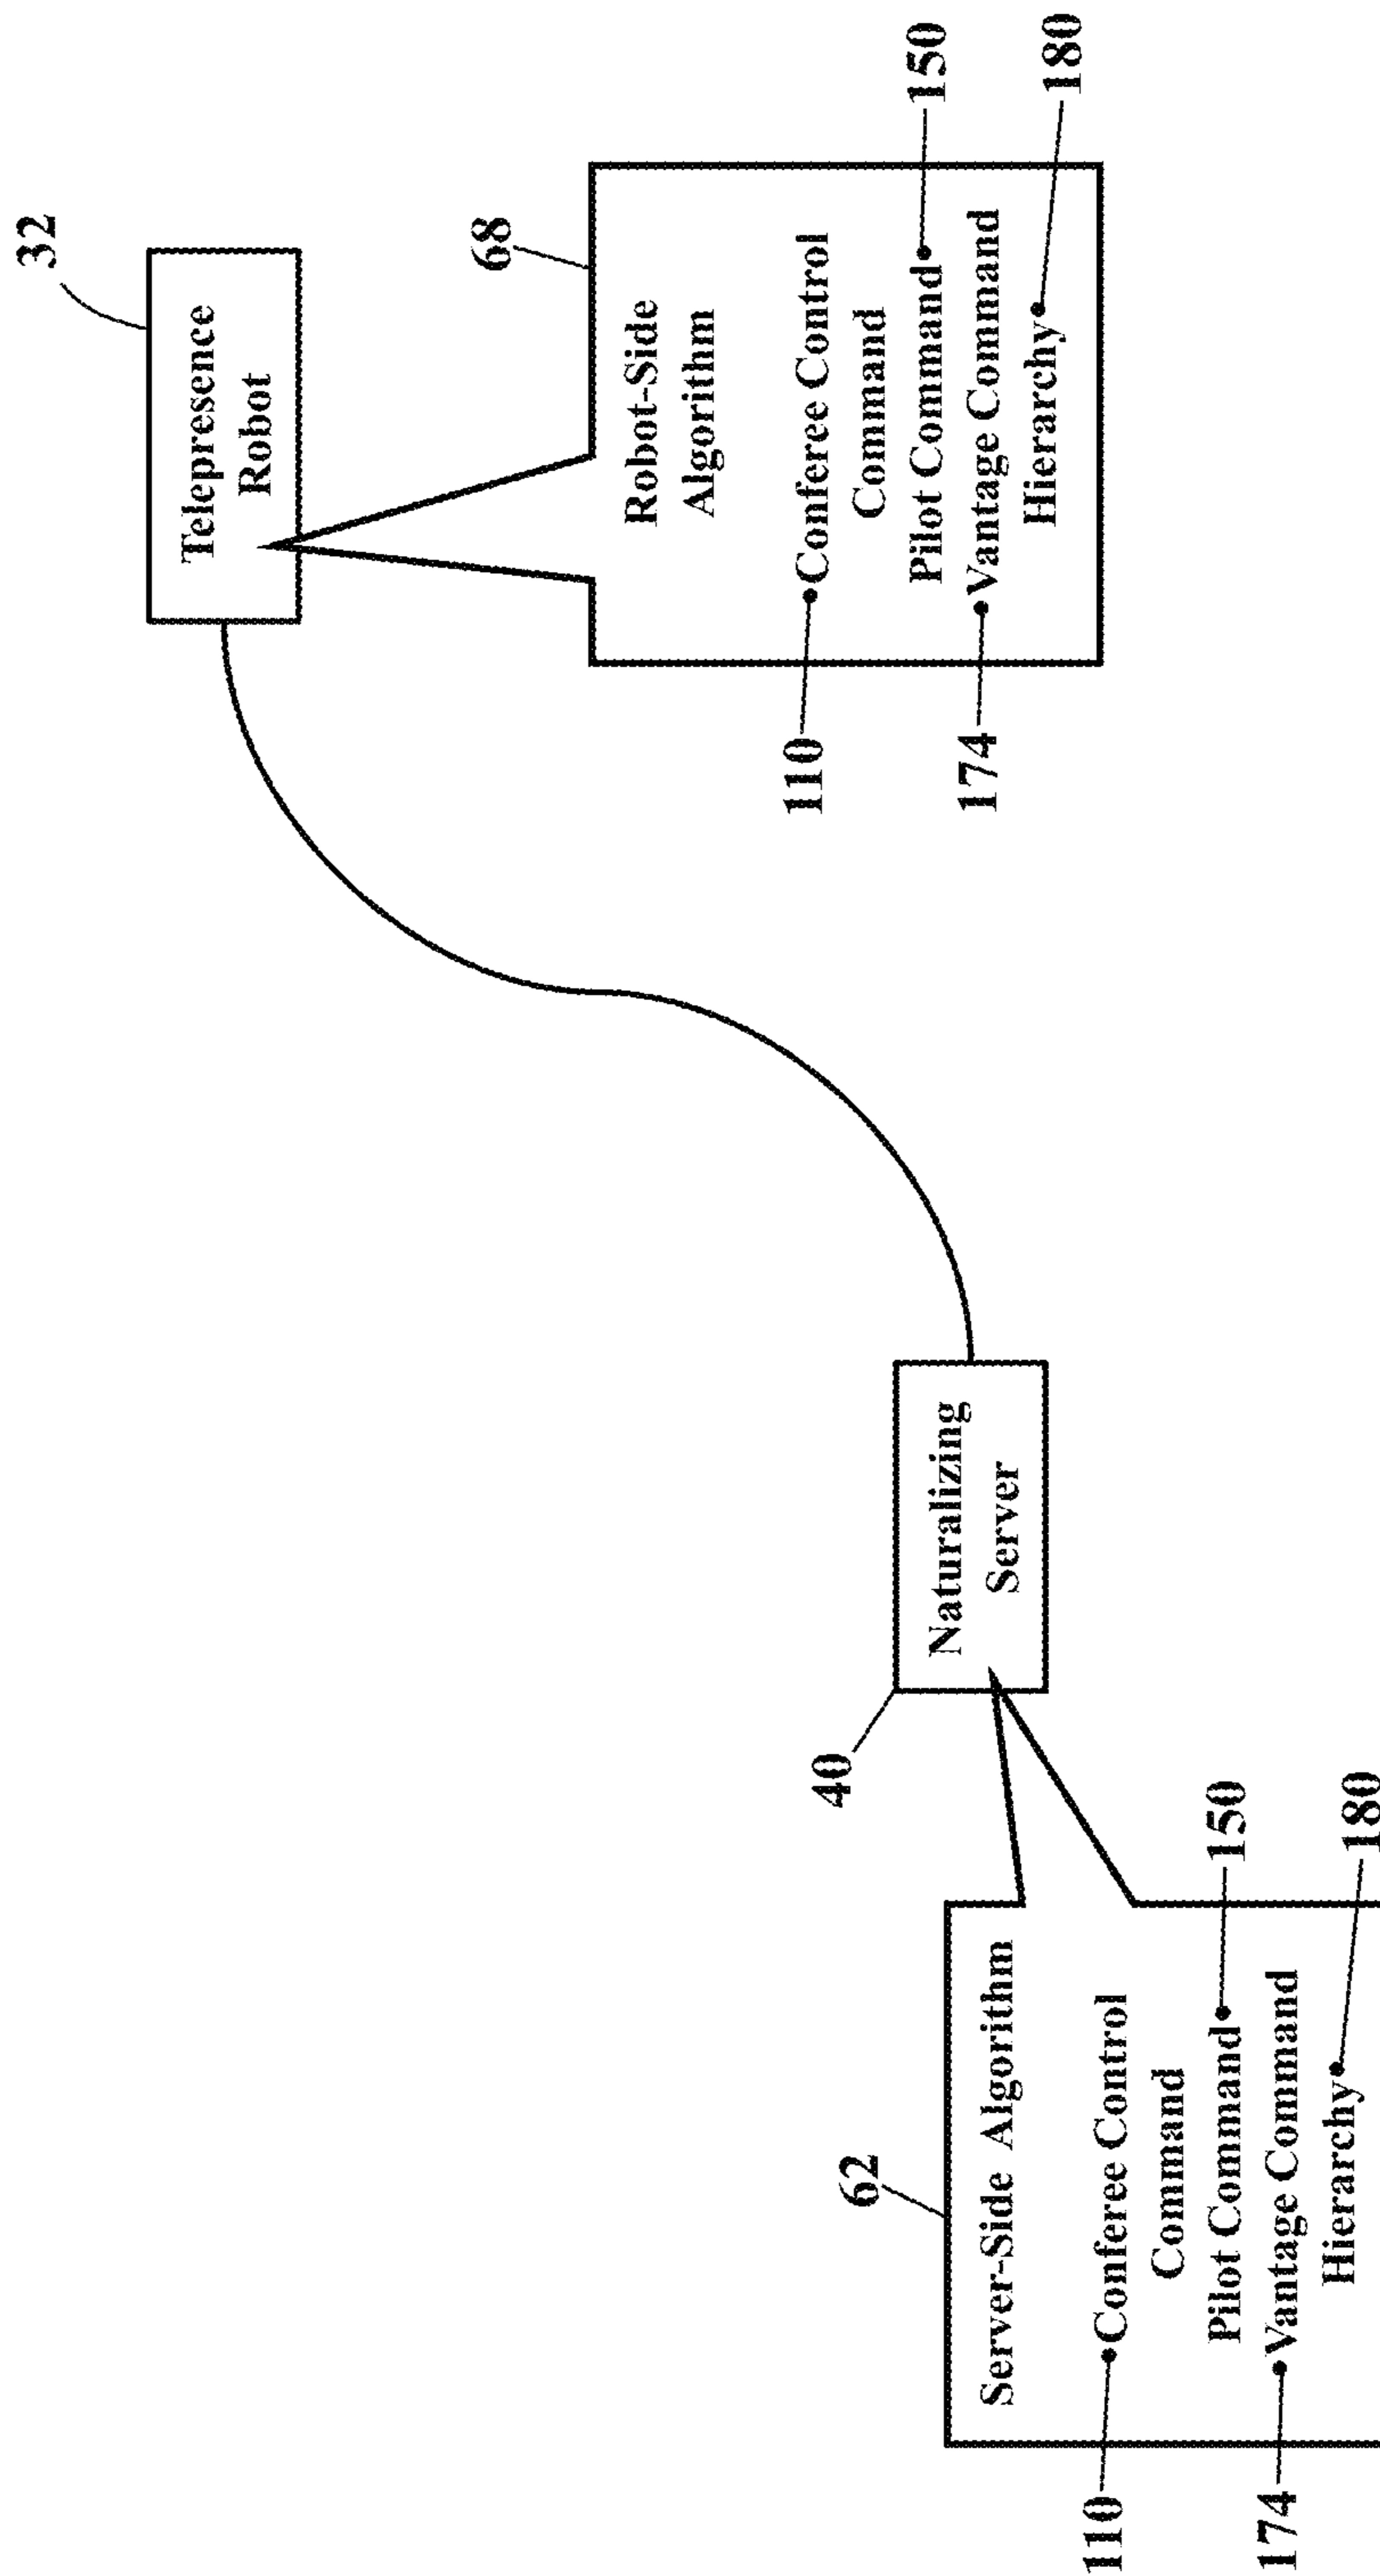 32
Telepresence
Robot
68
Robot-Side
Algorithm
110
Conferee Control
Command
Pilot Command
150
174
Vantage Command
Hierarchy
180
40
Naturalizing
Server
62
Server-Side Algorithm
110
Conferee Control
Command
Pilot Command
150
174
Vantage Command
Hierarchy
180